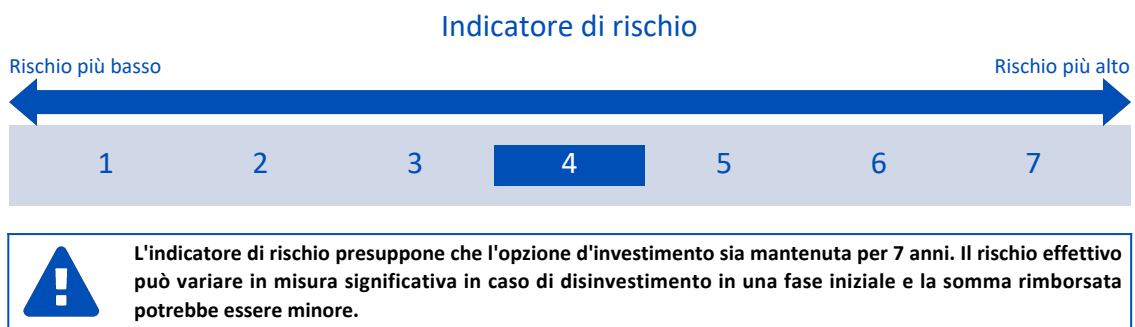 Indicatore di rischio
Rischio più basso Rischio più alto
1 2 3 4 5 6 7
L'indicatore di rischio presuppone che l'opzione d'investimento sia mantenuta per 7 anni. Il rischio effettivo
può variare in misura significativa in caso di disinvestimento in una fase iniziale e la somma rimborsata
potrebbe essere minore.